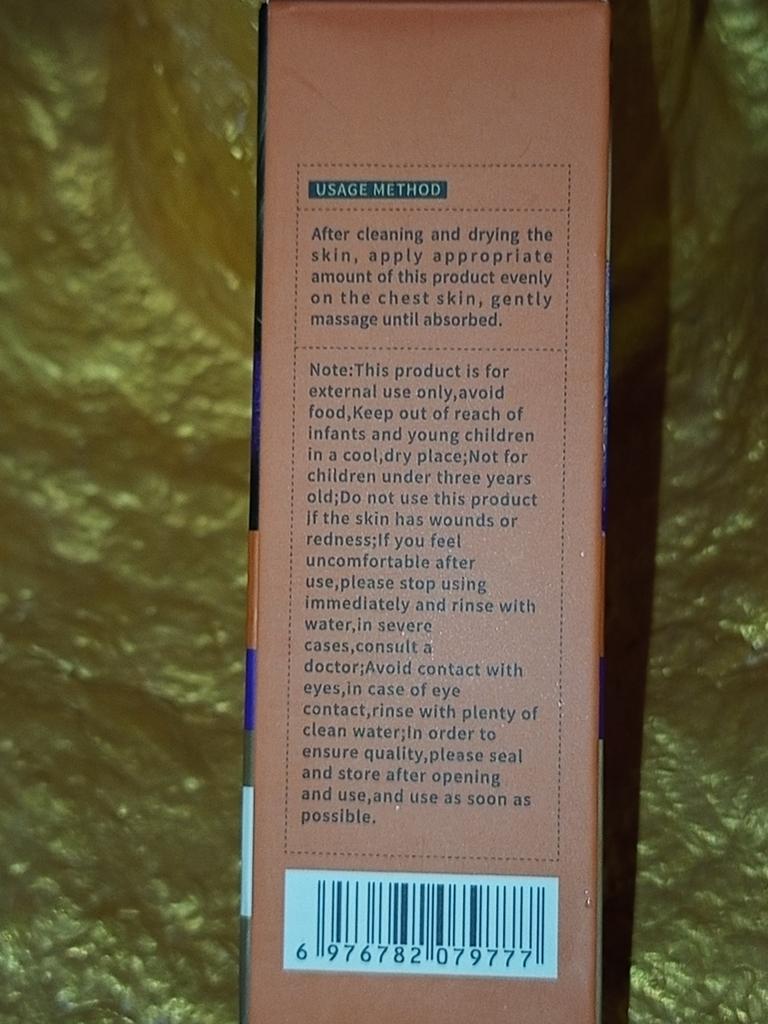 USAGE METHOD
After cleaning and drying the
skin, apply appropriate
amount of this product evenly
on the chest skin, gently
massage until absorbed.
Note:This product is for
external use only,avoid
food,Keep out of reach of
infants and young children
in a cool,dry place;Not for
children under three years
old;Do not use this product
if the skin has wounds or
redness;If you feel
uncomfortable after
use,please stop using
immediately and rinse with
water,in severe
cases,consult a
doctor;Avoid contact with
eyes,in case of eye
contact,rinse with plenty of
clean water;In order to
ensure quality,please seal
and store after opening
and use,and use as soon as
possible.
6 976782 079777